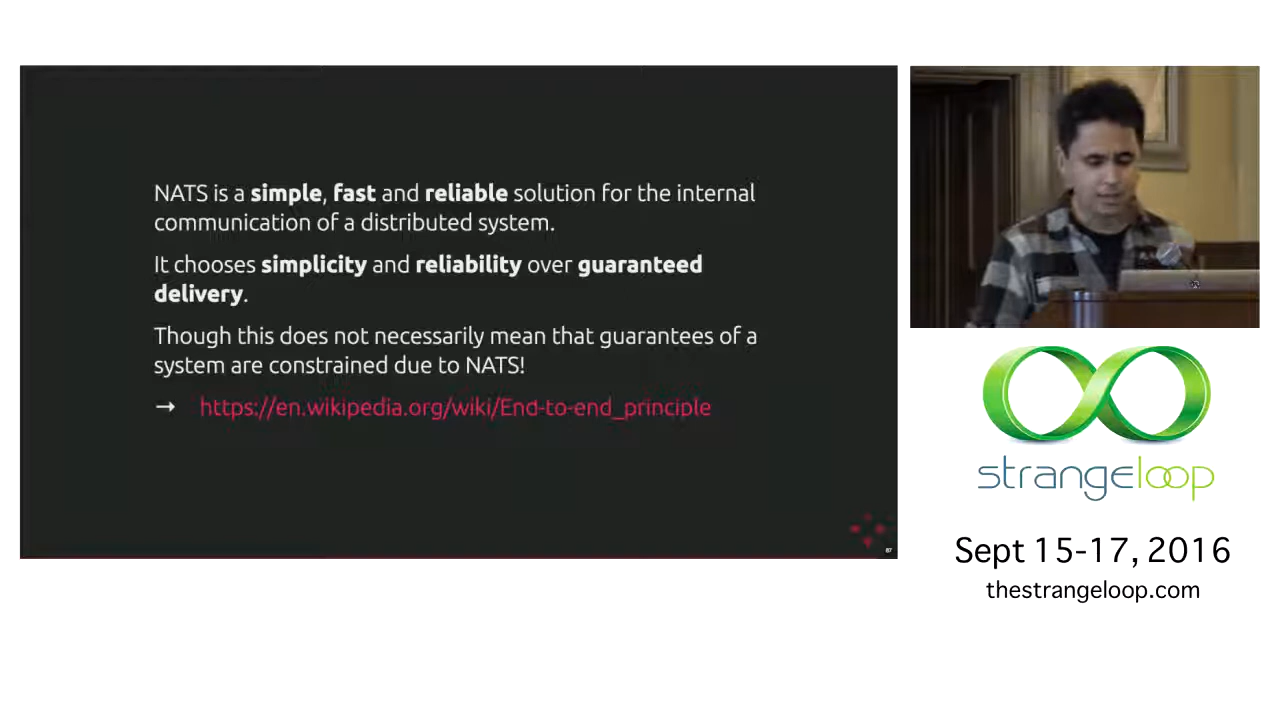 NATS is a simple, fast and reliable solution for the internal
communication of a distributed system.
It chooses simplicity and reliability over guaranteed
delivery.
Though this does not necessarily mean that guarantees of a
system are constrained due to NATS!
→ https://en.wikipedia.org/wiki/End-to-end_principle
87
strangeloop
Sept 15-17, 2016
thestrangeloop.com